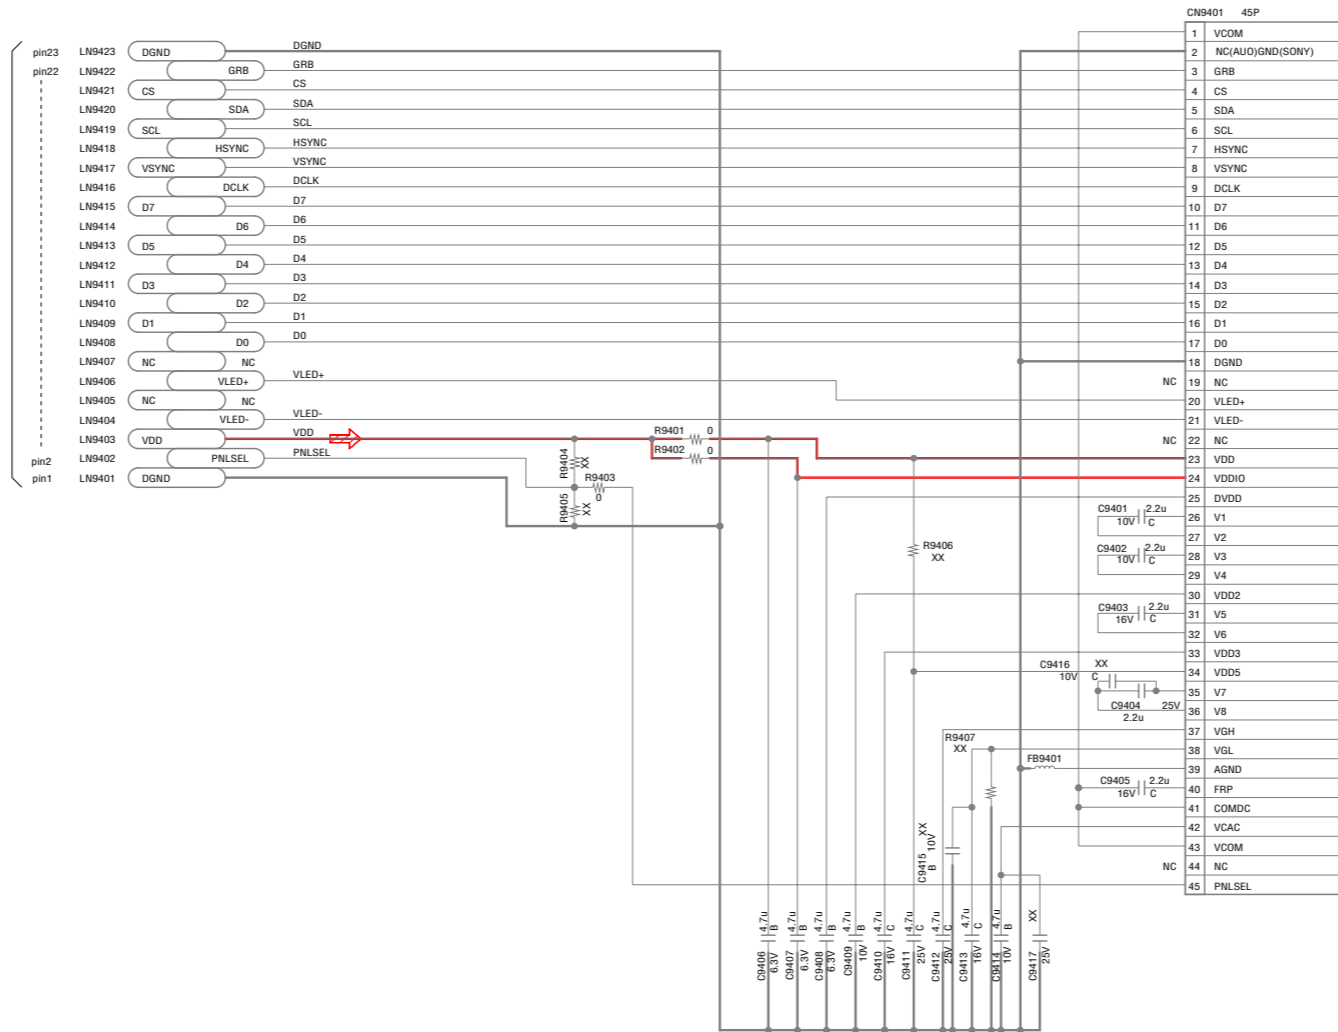 CN9401 45P
pin23 LN9423 DGND DGND
pin22 LN9422 GRB GRB
LN9421 CS CS
LN9420 SDA SDA
LN9419 SCL SCL
LN9418 HSYNC HSYNC
LN9417 VSYNC VSYNC
LN9416 DCLK DCLK
LN9415 D7 D7
LN9414 D6 D6
LN9413 D5 D5
LN9412 D4 D4
LN9411 D3 D3
LN9410 D2 D2
LN9409 D1 D1
LN9408 D0 D0
LN9407 NC NC
LN9406 VLED+ VLED+
LN9405 NC NC
LN9404 VLED- VLED-
LN9403 VDD VDD
pin2 LN9402 PNLSEL PNLSEL
pin1 LN9401 DGND
R9401 0
R9402 0
R9404 XX
R9403 0
R9405 XX
R9406 XX
1 VCOM
2 NC(AUO)GND(SONY)
3 GRB
4 CS
5 SDA
6 SCL
7 HSYNC
8 VSYNC
9 DCLK
10 D7
11 D6
12 D5
13 D4
14 D3
15 D2
16 D1
17 D0
18 DGND
NC 19 NC
20 VLED+
21 VLED-
NC 22 NC
23 VDD
24 VDDIO
25 DVDD
26 V1
27 V2
28 V3
29 V4
30 VDD2
31 V5
32 V6
33 VDD3
34 VDD5
35 V7
36 V8
37 VGH
38 VGL
39 AGND
40 FRP
41 COMDC
42 VCAC
43 VCOM
NC 44 NC
45 PNLSEL
C9401 2.2u
10V C
C9402 2.2u
10V C
C9403 2.2u
16V C
C9416 XX
10V C
C9404 25V
2.2u
R9407
XX
FB9401
C9405 2.2u
16V C
C9415 XX
B 10V
C9406 4.7u
6.3V B
C9407 4.7u
6.3V B
C9408 4.7u
6.3V B
C9409 4.7u
10V B
C9410 4.7u
16V C
C9411 4.7u
25V C
C9412 4.7u
25V C
C9413 4.7u
16V C
C9414 4.7u
10V B
C9417 XX
25V